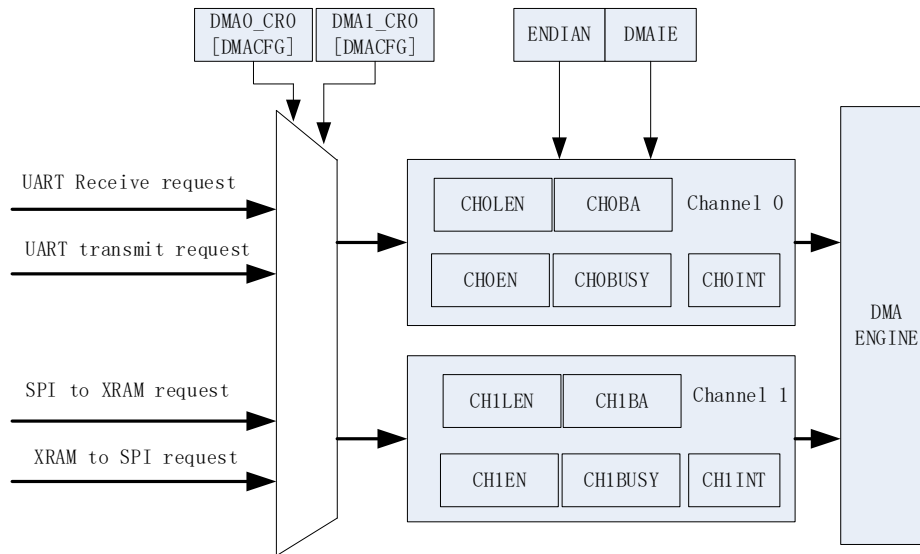 DMA0_CR0
[DMACFG]
DMA1_CR0
[DMACFG]
ENDIAN
DMAIE
UART Receive request
UART transmit request
SPI to XRAM request
XRAM to SPI request
CH0LEN
CH0BA
Channel 0
CH0EN
CH0BUSY
CH0INT
CH1LEN
CH1BA
Channel 1
CH1EN
CH1BUSY
CH1INT
DMA
ENGINE